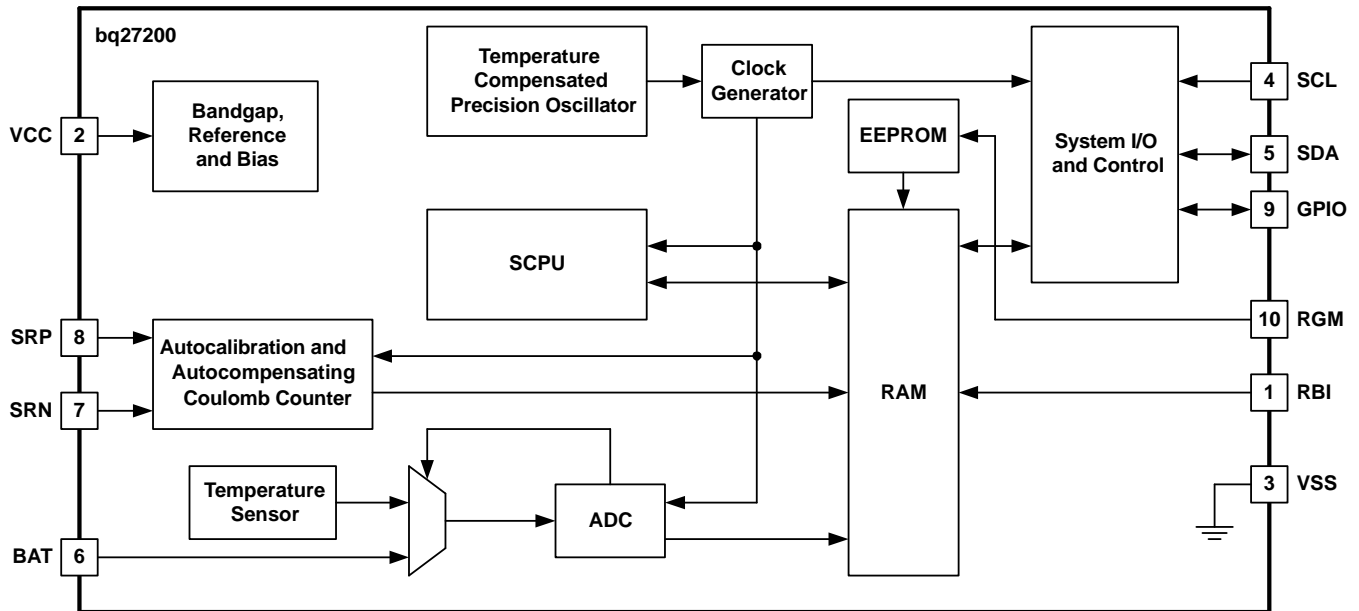 bq27200
VCC
2
Bandgap,
Reference
and Bias
Temperature
Compensated
Precision Oscillator
Clock
Generator
EEPROM
System I/O
and Control
4
SCL
5
SDA
9
GPIO
SCPU
SRP
8
SRN
7
Autocalibration and
Autocompensating
Coulomb Counter
RAM
10
RGM
1
RBI
Temperature
Sensor
ADC
BAT
6
3
VSS